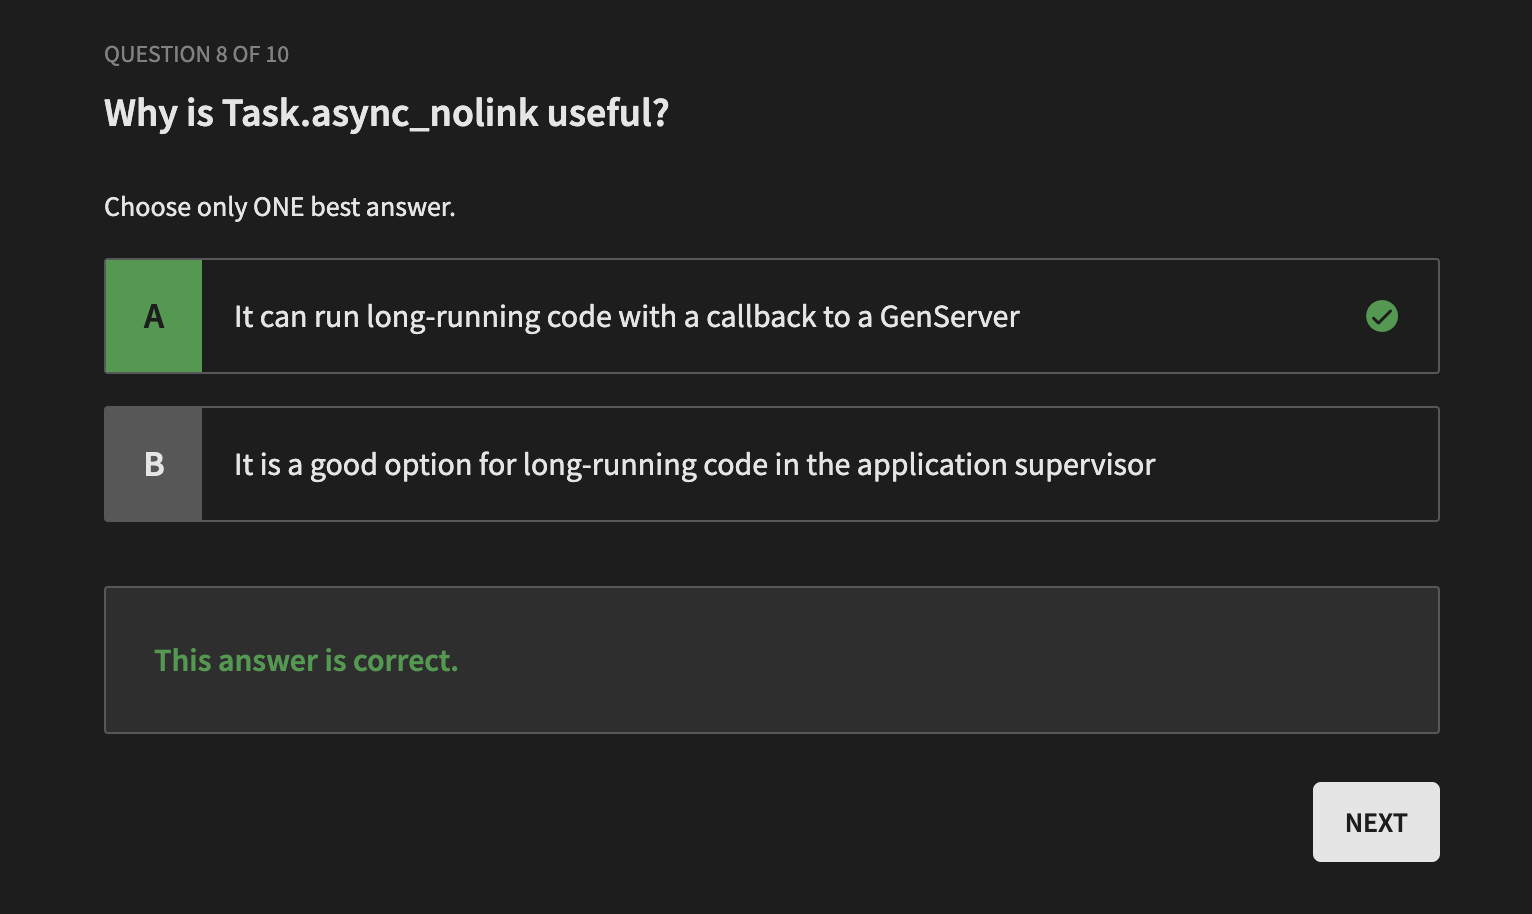 QUESTION 8 OF 10
Why is Task.async_nolink useful?
Choose only ONE best answer.
A
It can run long-running code with a callback to a GenServer
B
It is a good option for long-running code in the application supervisor
This answer is correct.
NEXT